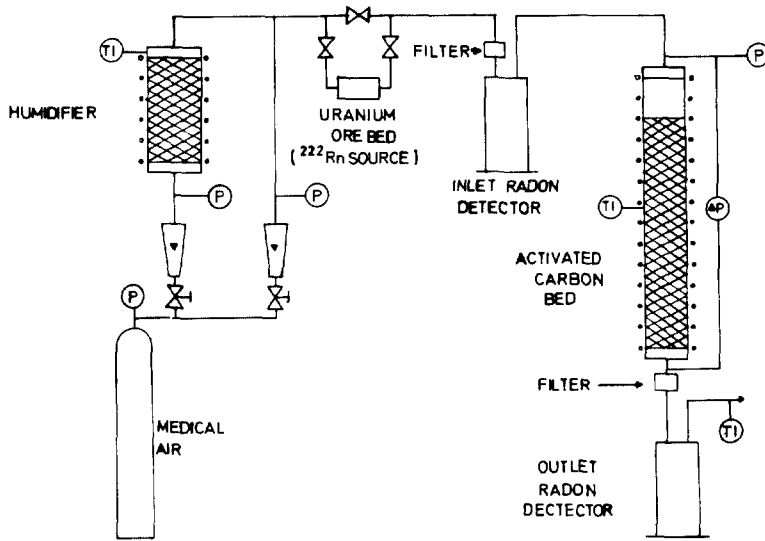 TI
HUMIDIFIER
P
P
P
MEDICAL
AIR
URANIUM
ORE BED
( ²²²Rn SOURCE )
FILTER
INLET RADON
DETECTOR
P
TI
ΔP
ACTIVATED
CARBON
BED
FILTER
TI
OUTLET
RADON
DECTECTOR